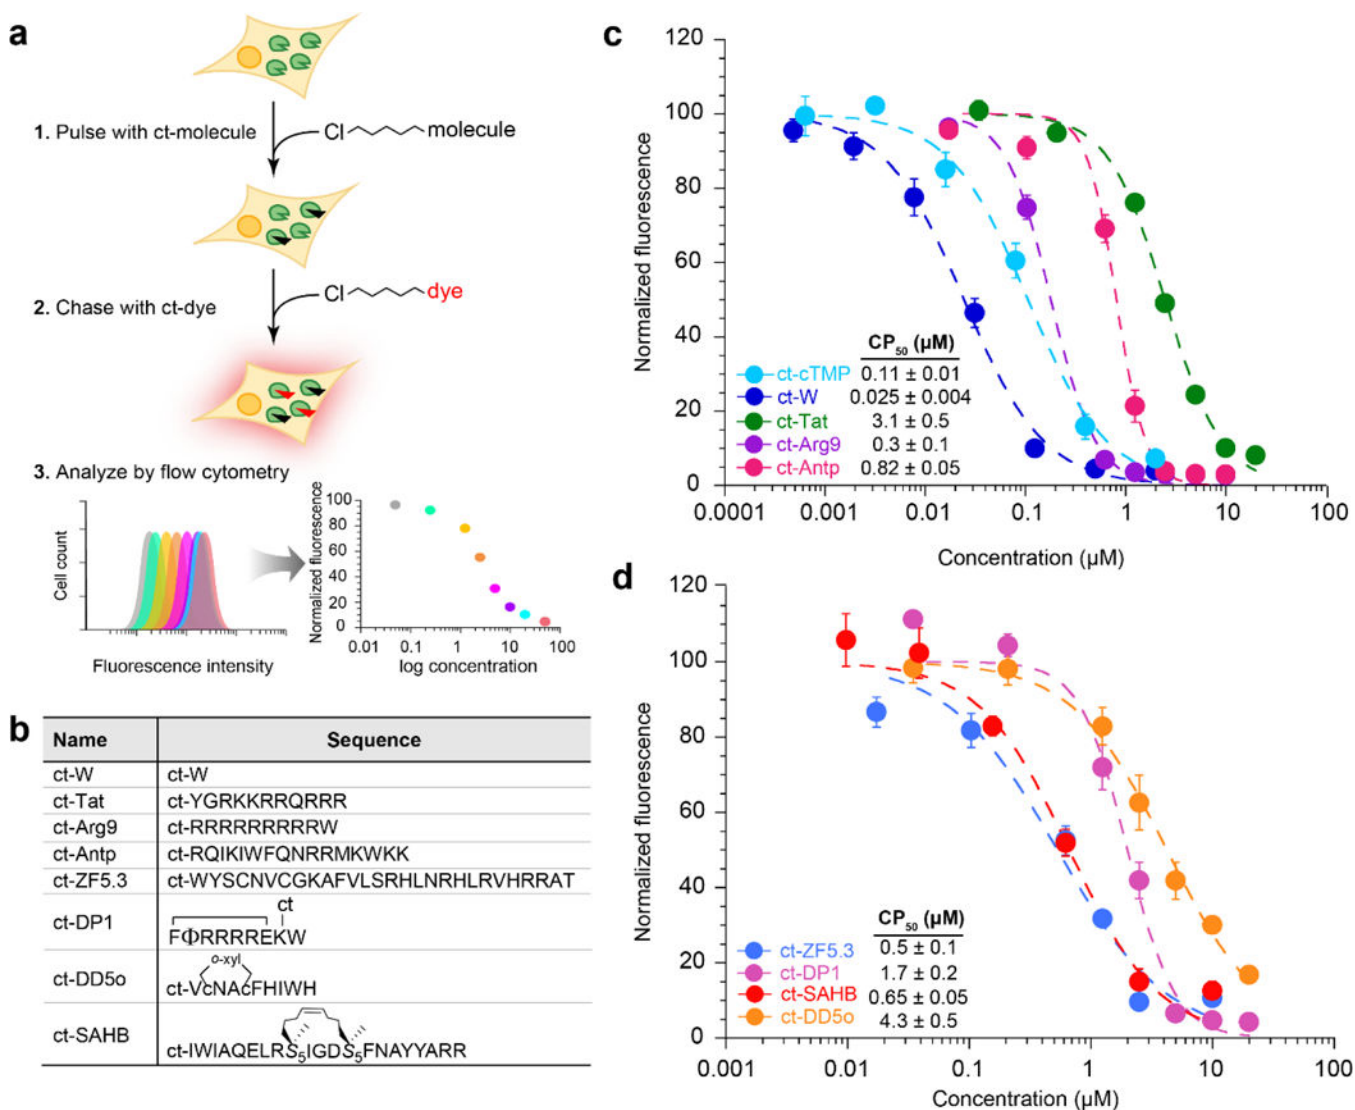 a
1. Pulse with ct-molecule
Cl molecule
2. Chase with ct-dye
Cl dye
3. Analyze by flow cytometry
Cell count
Fluorescence intensity
Normalized fluorescence
100
80
60
40
20
0
0.01 0.1 1 10 100
log concentration
b
Name Sequence
ct-W ct-W
ct-Tat ct-YGRKKRRQRRR
ct-Arg9 ct-RRRRRRRRRW
ct-Antp ct-RQIKIWFQNRRMKWKK
ct-ZF5.3 ct-WYSCNVCGKAFVLSRHLNRHLRVHRRAT
ct
ct-DP1 FΦRRRREKW
o-xyl
ct-DD5o ct-VcNAcFHIWH
ct-SAHB ct-IWIAQELRS5IGDS5FNAYYARR
c
Normalized fluorescence
120
100
80
60
40
20
0
CP50 (µM)
ct-cTMP 0.11 ± 0.01
ct-W 0.025 ± 0.004
ct-Tat 3.1 ± 0.5
ct-Arg9 0.3 ± 0.1
ct-Antp 0.82 ± 0.05
0.0001 0.01 0.1 1 10 100
Concentration (µM)
d
Normalized fluorescence
120
100
80
60
40
20
0
CP50 (µM)
ct-ZF5.3 0.5 ± 0.1
ct-DP1 1.7 ± 0.2
ct-SAHB 0.65 ± 0.05
ct-DD5o 4.3 ± 0.5
0.001 0.01 0.1 1 10 100
Concentration (µM)